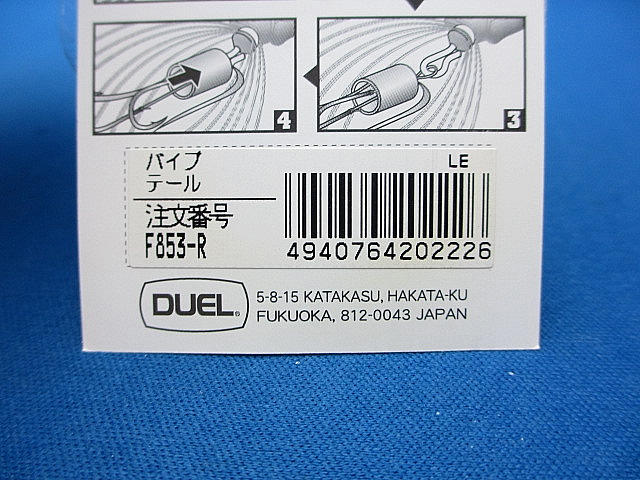 4
3
バイブ
テール
LE
注文番号
F853-R
4940764202226
DUEL®
5-8-15 KATAKASU, HAKATA-KU
FUKUOKA, 812-0043 JAPAN